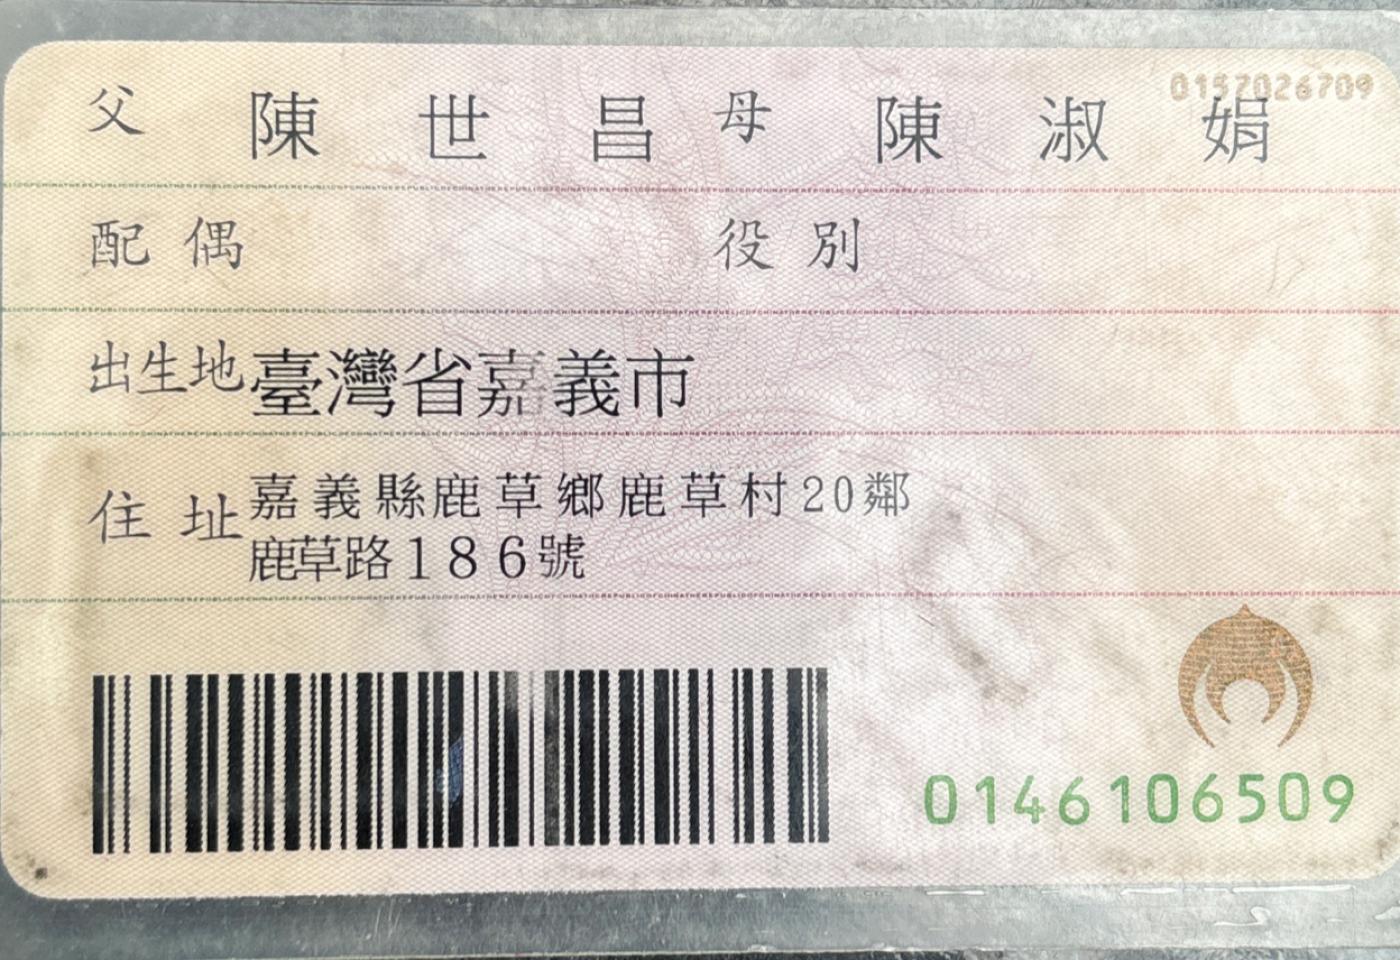 0157026709
父 陳世昌 母 陳淑娟
配偶 役別
出生地 臺灣省嘉義市
住址 嘉義縣鹿草鄉鹿草村20鄰
鹿草路186號
0146106509